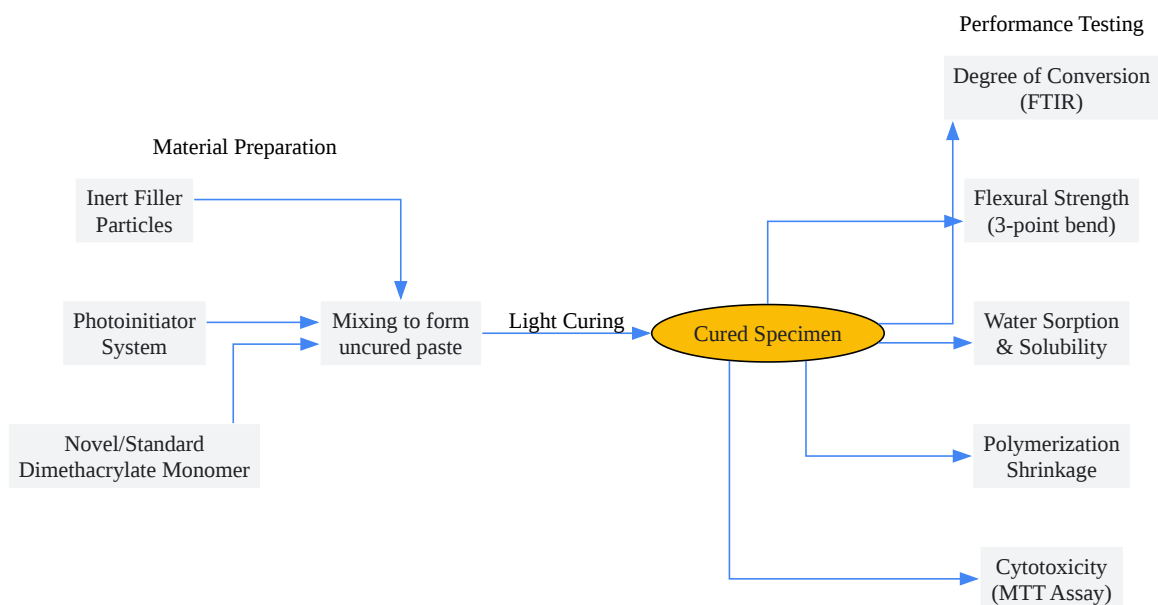 Material Preparation
Inert Filler
Particles
Photoinitiator
System
Novel/Standard
Dimethacrylate Monomer
Mixing to form
uncured paste
Light Curing
Cured Specimen
Performance Testing
Degree of Conversion
(FTIR)
Flexural Strength
(3-point bend)
Water Sorption
& Solubility
Polymerization
Shrinkage
Cytotoxicity
(MTT Assay)